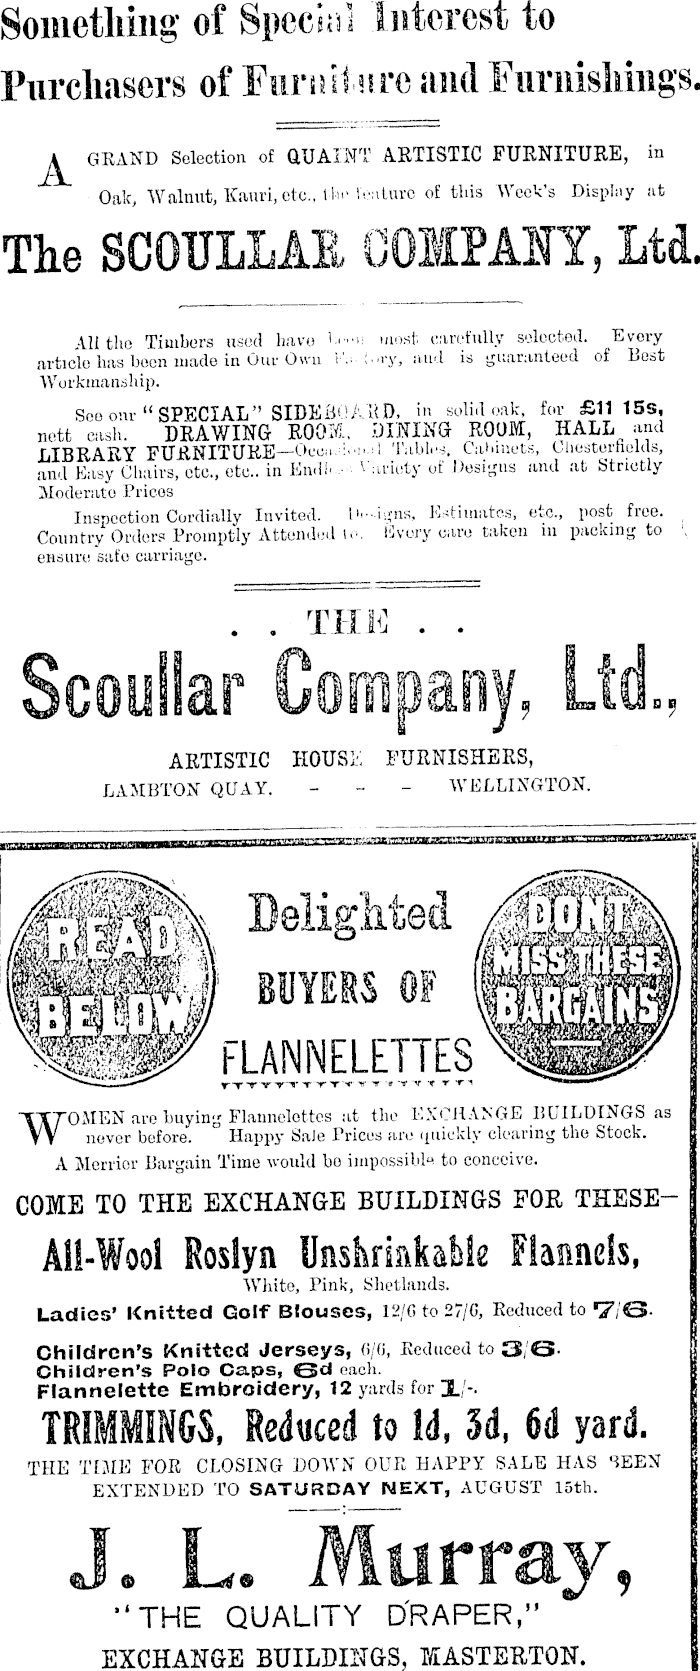 Something of Special Interest to
Purchasers of Furniture and Furnishings.
A GRAND Selection of QUAINT ARTISTIC FURNITURE, in
Oak, Walnut, Kauri, etc., the feature of this Week's Display at
The SCOULLAR COMPANY, Ltd.
All the Timbers used have been most carefully selected. Every
article has been made in Our Own Factory, and is guaranteed of Best
Workmanship.
See our "SPECIAL" SIDEBOARD, in solid oak, for £11 15s,
nett cash. DRAWING ROOM, DINING ROOM, HALL and
LIBRARY FURNITURE—Occasional Tables, Cabinets, Chesterfields,
and Easy Chairs, etc., etc.. in Endless Variety of Designs and at Strictly
Moderate Prices
Inspection Cordially Invited. Designs, Estimates, etc., post free.
Country Orders Promptly Attended to. Every care taken in packing to
ensure safe carriage.
. . THE . .
Scoullar Company, Ltd.,
ARTISTIC HOUSE FURNISHERS,
LAMBTON QUAY. - - - WELLINGTON.
READ
BELOW
Delighted
BUYERS OF
FLANNELETTES
DONT
MISS THESE
BARGAINS
WOMEN are buying Flannelettes at the EXCHANGE BUILDINGS as
never before. Happy Sale Prices are quickly clearing the Stock.
A Merrier Bargain Time would be impossible to conceive.
COME TO THE EXCHANGE BUILDINGS FOR THESE—
All-Wool Roslyn Unshrinkable Flannels,
White, Pink, Shetlands.
Ladies' Knitted Golf Blouses, 12/6 to 27/6, Reduced to 7/6.
Children's Knitted Jerseys, 6/6, Reduced to 3/6.
Children's Polo Caps, 6d each.
Flannelette Embroidery, 12 yards for 1/-.
TRIMMINGS, Reduced to 1d, 3d, 6d yard.
THE TIME FOR CLOSING DOWN OUR HAPPY SALE HAS BEEN
EXTENDED TO SATURDAY NEXT, AUGUST 15th.
J. L. Murray,
"THE QUALITY DRAPER,"
EXCHANGE BUILDINGS, MASTERTON.